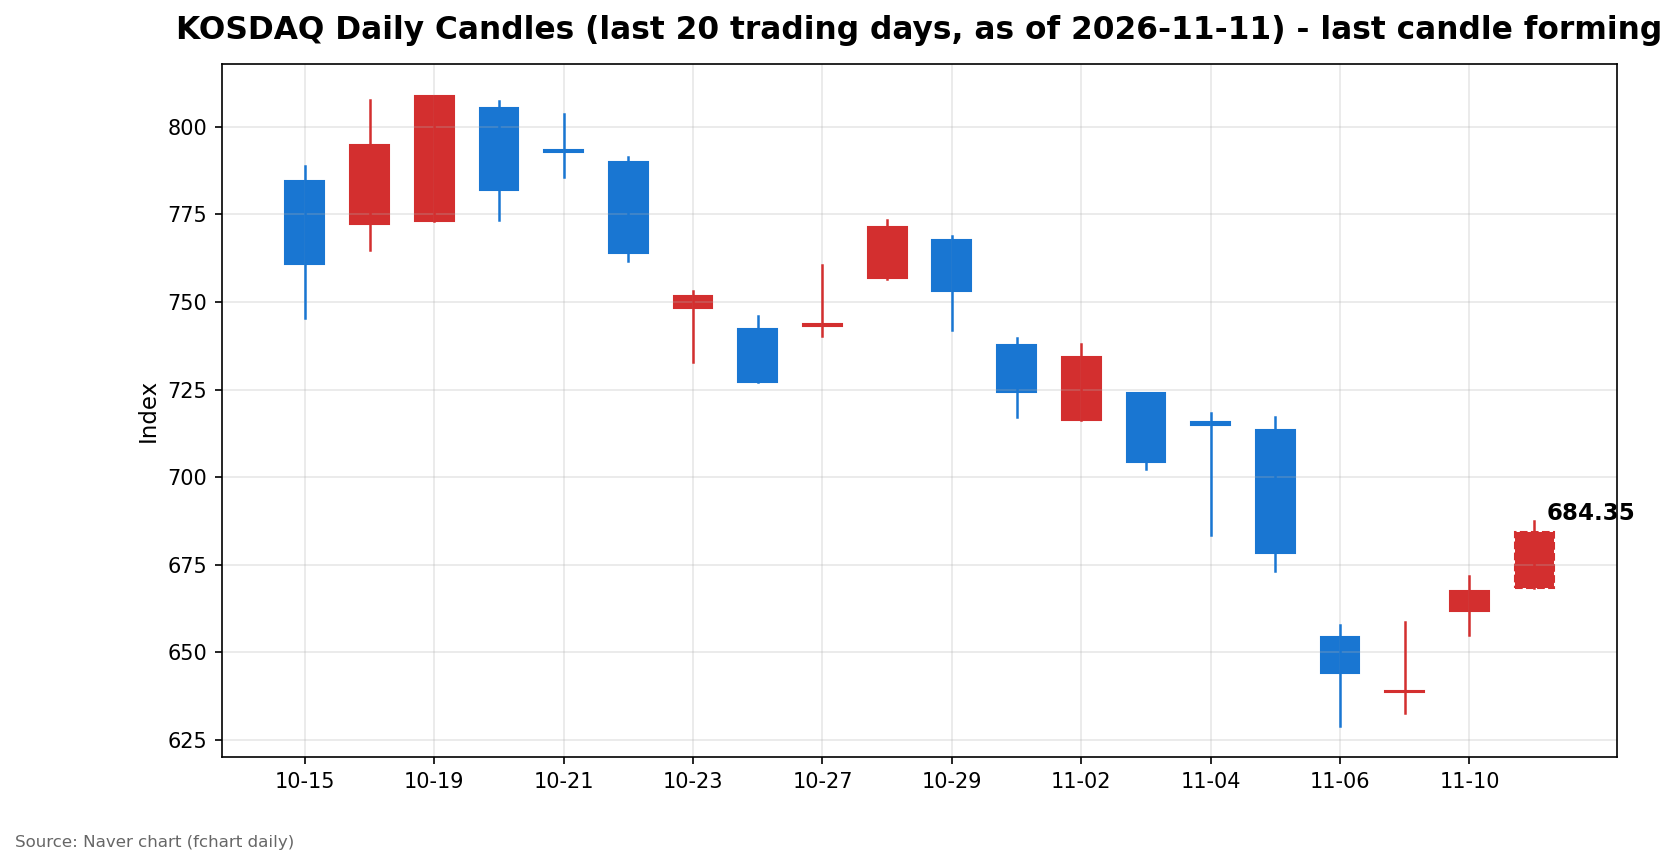 KOSDAQ Daily Candles (last 20 trading days, as of 2026-11-11) - last candle forming
Index
800
775
750
725
700
675
650
625
684.35
10-15 10-19 10-21 10-23 10-27 10-29 11-02 11-04 11-06 11-10
Source: Naver chart (fchart daily)